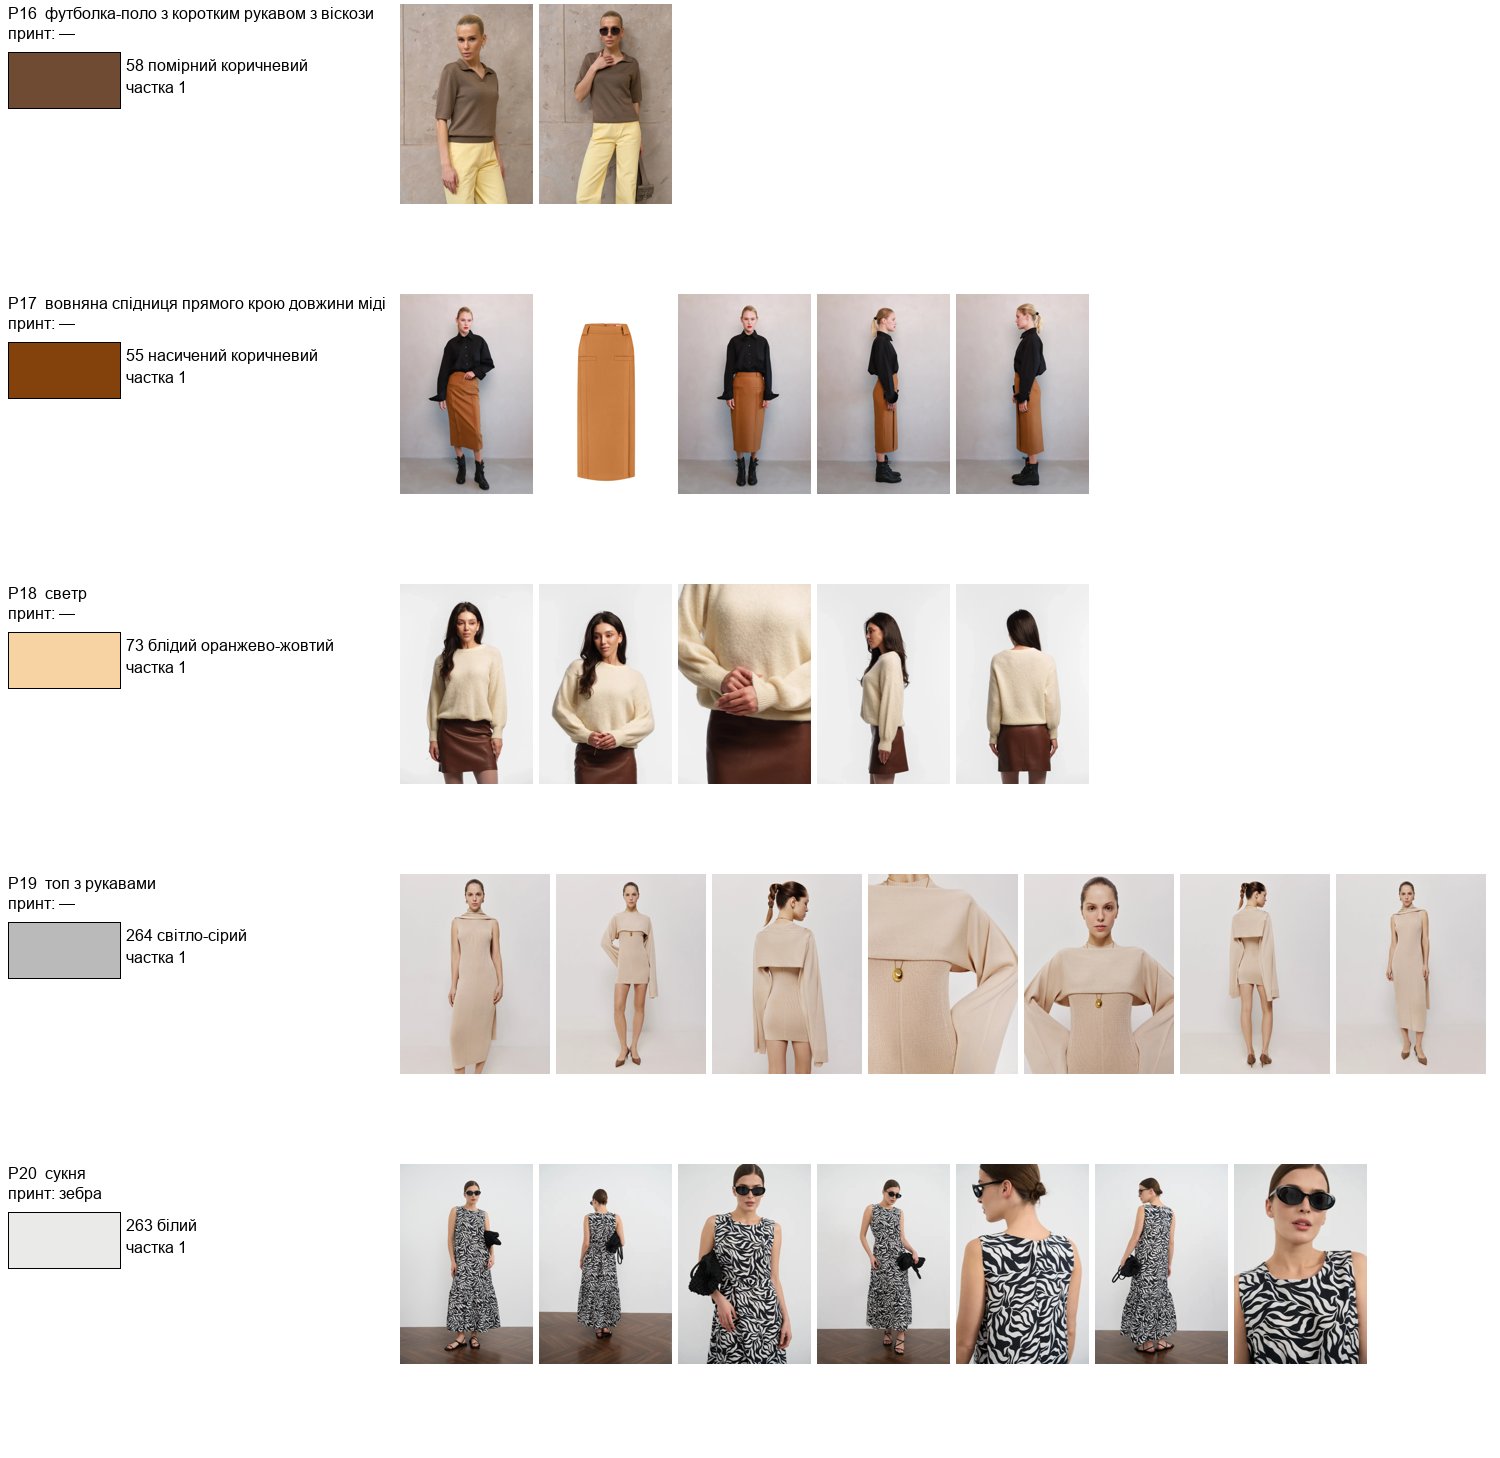 P16 футболка-поло з коротким рукавом з віскози
принт: —
58 помірний коричневий
частка 1
P17 вовняна спідниця прямого крою довжини міді
принт: —
55 насичений коричневий
частка 1
P18 светр
принт: —
73 блідий оранжево-жовтий
частка 1
P19 топ з рукавами
принт: —
264 світло-сірий
частка 1
P20 сукня
принт: зебра
263 білий
частка 1